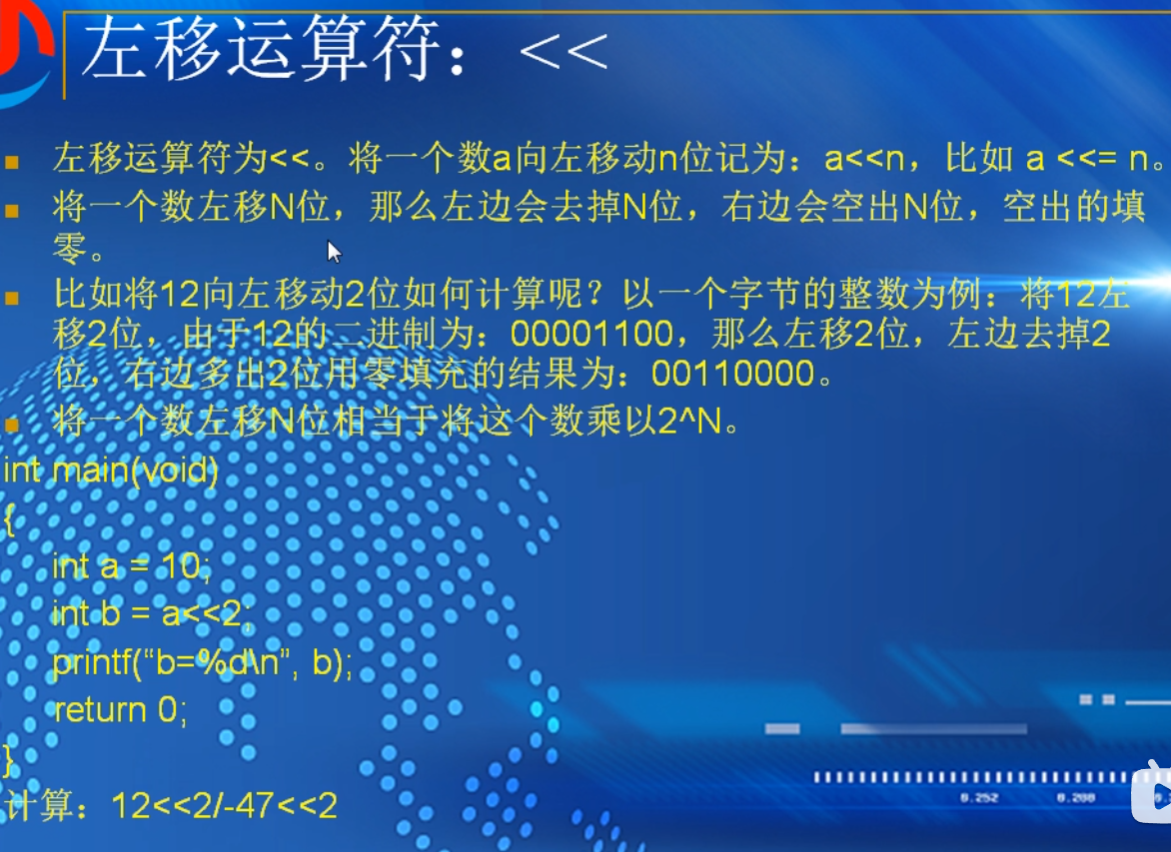 左移运算符：<<
左移运算符为<<。将一个数a向左移动n位记为：a<<n，比如 a <<= n。
将一个数左移N位，那么左边会去掉N位，右边会空出N位，空出的填
零。
比如将12向左移动2位如何计算呢？以一个字节的整数为例：将12左
移2位，由于12的二进制为：00001100，那么左移2位，左边去掉2
位，右边多出2位用零填充的结果为：00110000。
将一个数左移N位相当于将这个数乘以2^N。
int main(void)
{
int a = 10;
int b = a<<2;
printf(“b=%d\n”, b);
return 0;
}
计算：12<<2/-47<<2
0.252 0.208